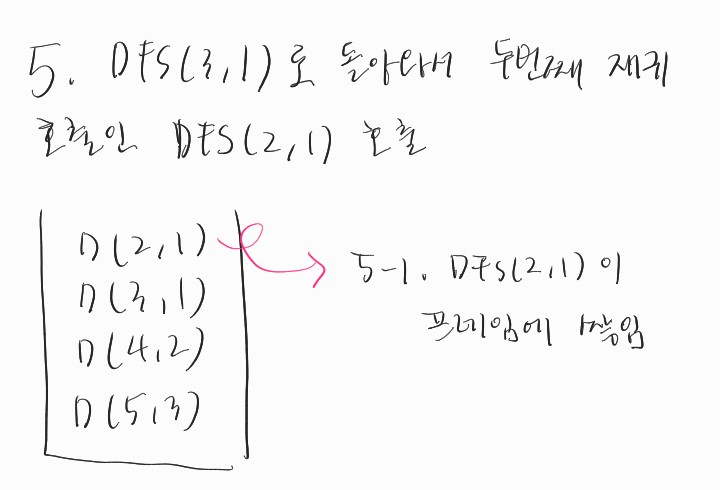 5. DFS(3,1)로 돌아와서 두번째 재귀
호출인 DFS(2,1) 호출
D(2,1)
D(3,1)
D(4,2)
D(5,3)
5-1. DFS(2,1)이
프레임에 쌓임